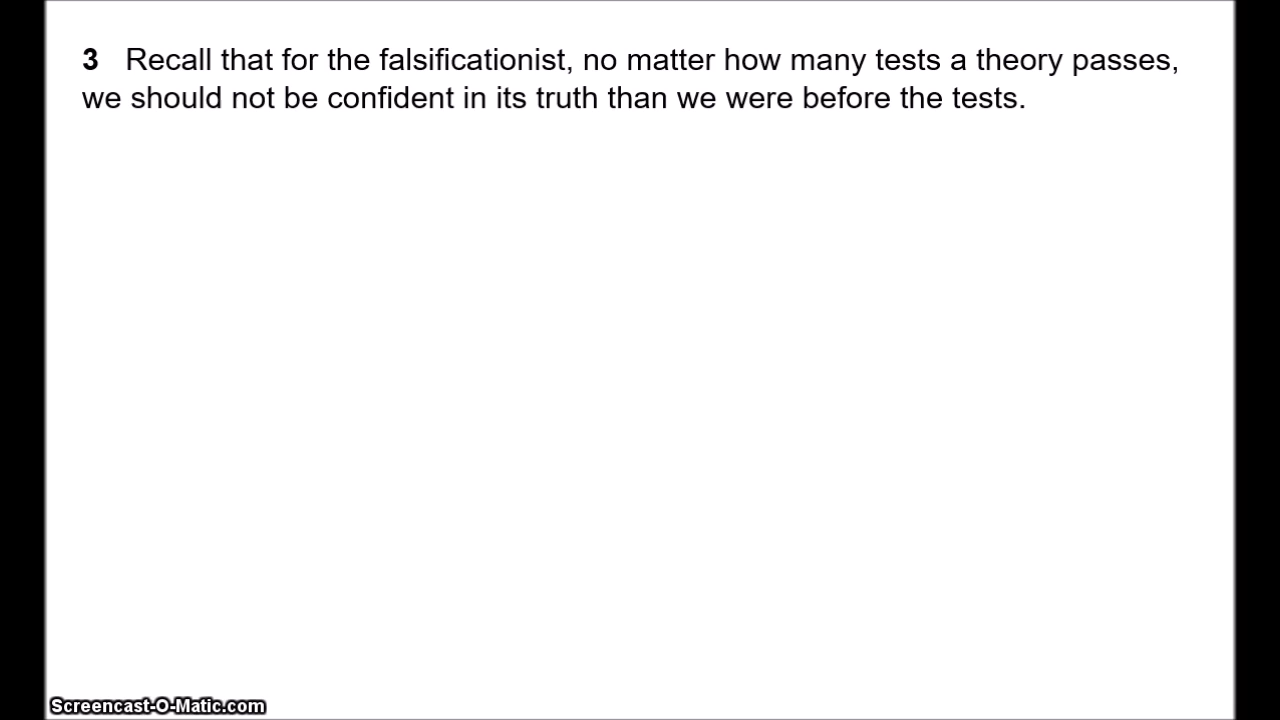 3 Recall that for the falsificationist, no matter how many tests a theory passes,
we should not be confident in its truth than we were before the tests.
Screencast-O-Matic.com